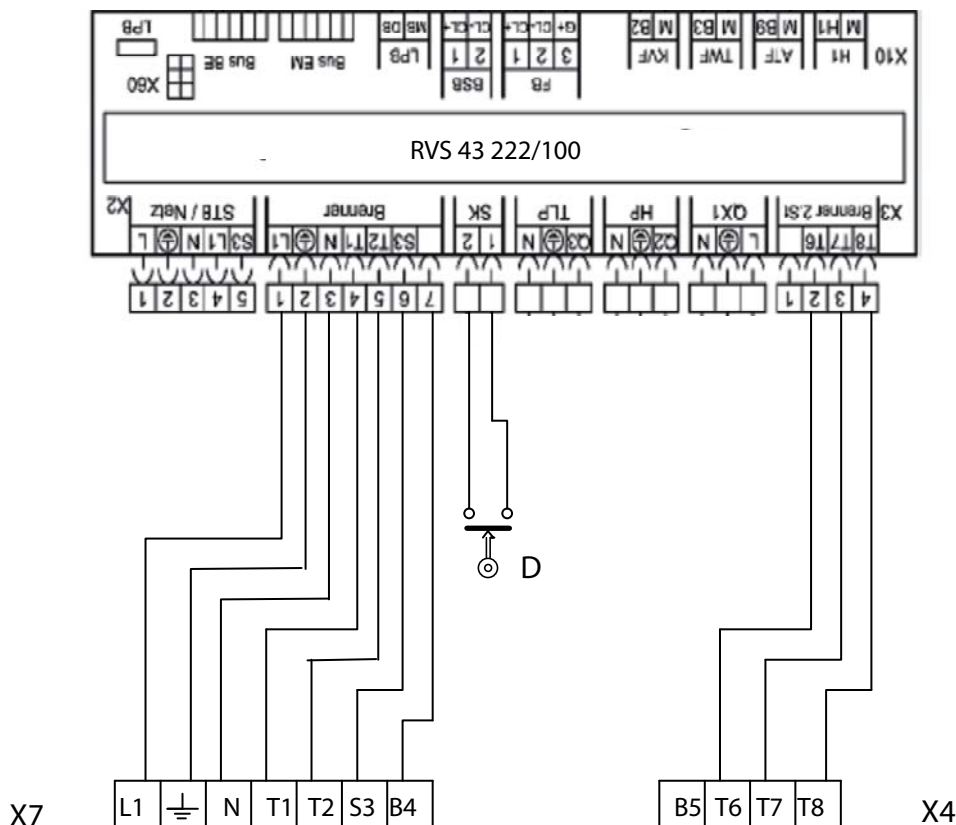 LPB
X60
Bus BE
Bus EM
DB MB
LPB
CL+ CL-
1 2
BSB
CL+ CL- G+
1 2 3
FB
B2 M
KVF
B3 M
TWF
B9 M
ATF
H1 M
H1
X10
RVS 43 222/100
X2
STB / Netz
L N L1 S3
Brenner
L1 N T1 T2 S3
SK
2 1
TLP
N Q3
HP
N Q2
QX1
N L
Brenner 2.St
T6 T7 T8
X3
1 2 3 4 5
1 2 3 4 5 6 7
1 2 3 4
D
X7
L1 N T1 T2 S3 B4
B5 T6 T7 T8
X4